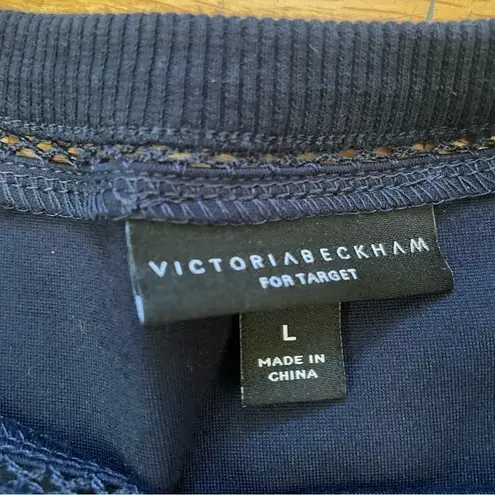 VICTORIABECKHAM
FOR TARGET
L
MADE IN
CHINA